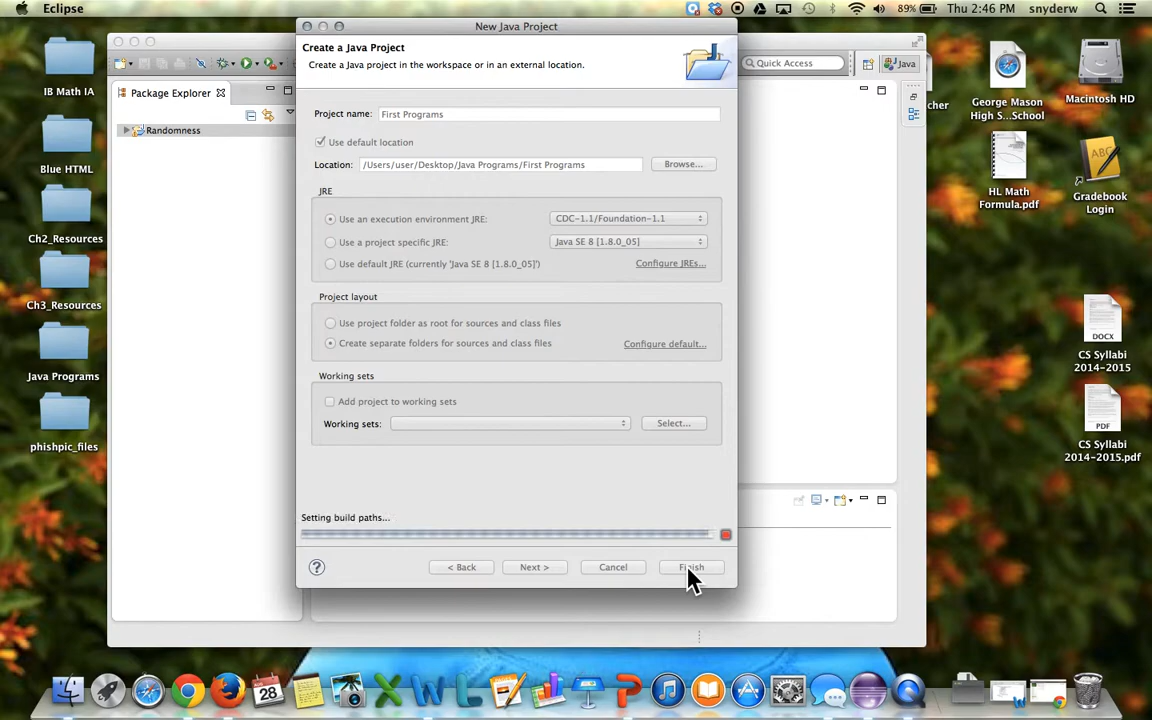 Eclipse
89%
Thu 2:46 PM
snyderw
New Java Project
Create a Java Project
Create a Java project in the workspace or in an external location.
Quick Access
Java
Package Explorer
Randomness
Project name:
First Programs
Use default location
Location:
/Users/user/Desktop/Java Programs/First Programs
Browse...
JRE
Use an execution environment JRE:
CDC-1.1/Foundation-1.1
Use a project specific JRE:
Java SE 8 [1.8.0_05]
Use default JRE (currently 'Java SE 8 [1.8.0_05]')
Configure JREs...
Project layout
Use project folder as root for sources and class files
Create separate folders for sources and class files
Configure default...
Working sets
Add project to working sets
Working sets:
Select...
Setting build paths...
?
< Back
Next >
Cancel
Finish
IB Math IA
Blue HTML
Ch2_Resources
Ch3_Resources
Java Programs
phishpic_files
cher
George Mason
High S...School
Macintosh HD
HL Math
Formula.pdf
Gradebook
Login
DOCX
CS Syllabi
2014-2015
PDF
CS Syllabi
2014-2015.pdf
28